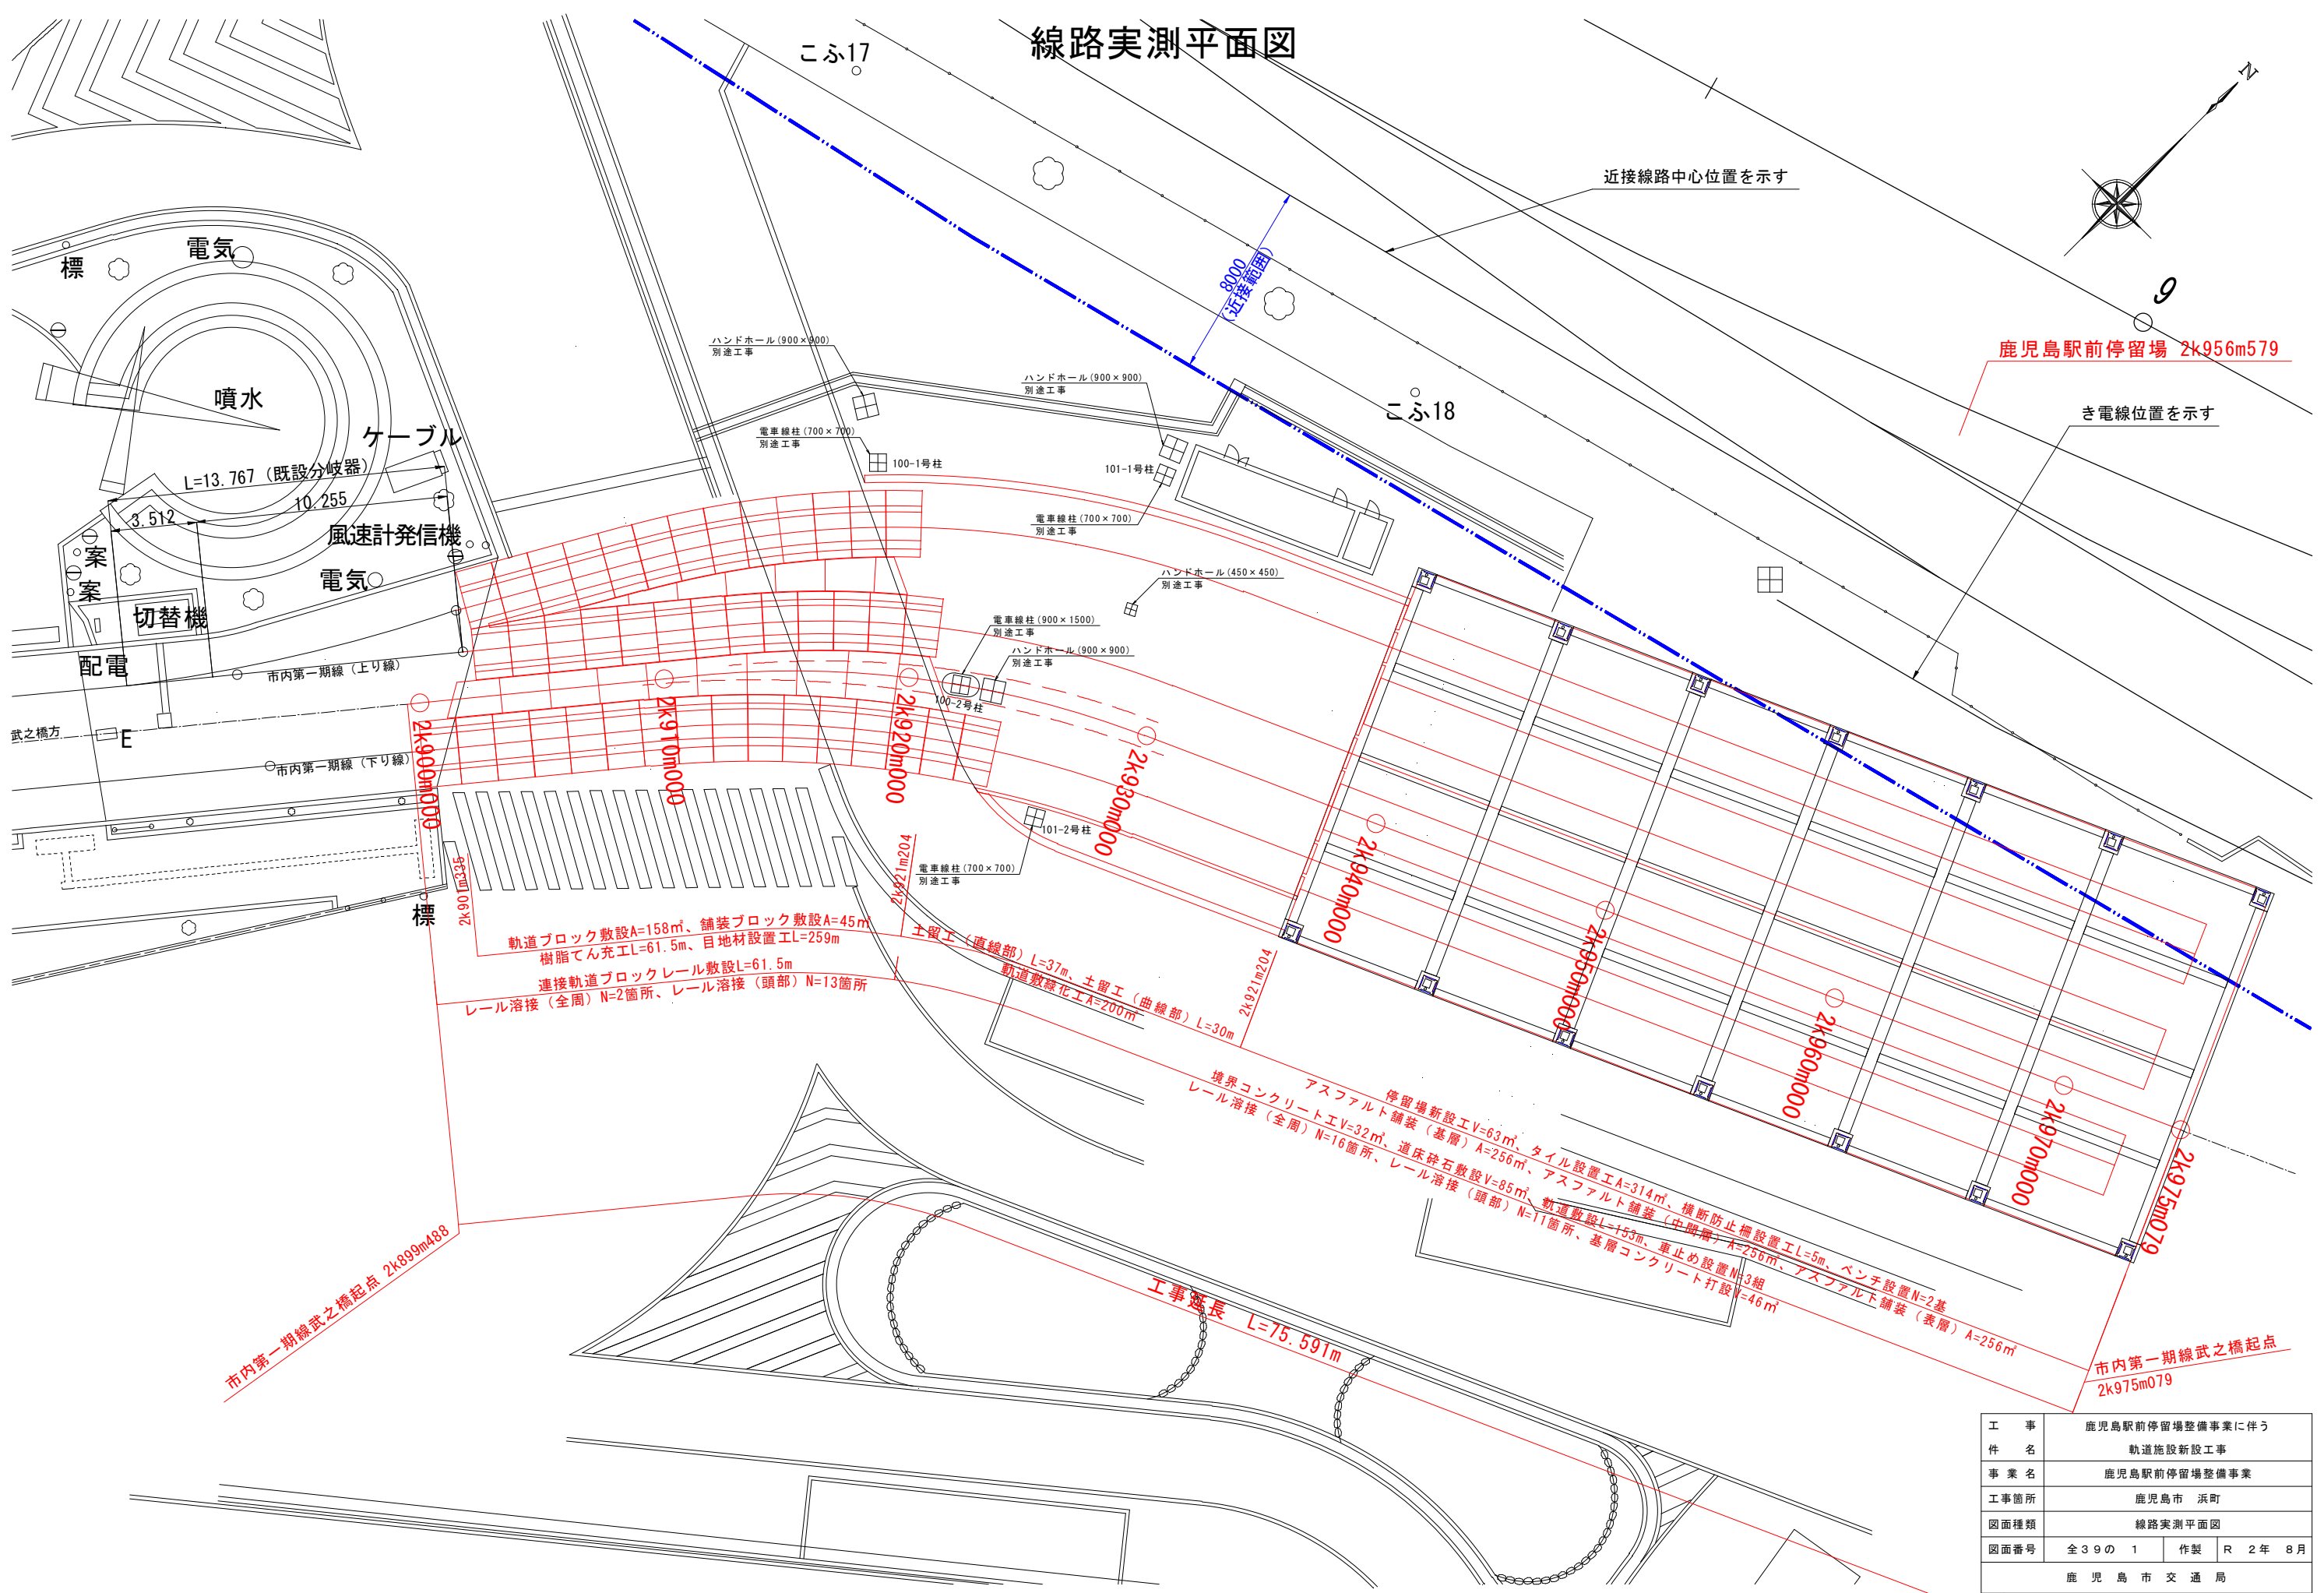 線路実測平面図
こふ17
N
近接線路中心位置を示す
8000
(近接範囲)
9
鹿児島駅前停留場 2k956m579
き電線位置を示す
こふ18
電気
標
噴水
ケーブル
L=13.767 (既設分岐器)
10.255
3.512
風速計発信機
案
案
電気
切替機
配電
市内第一期線 (上り線)
武之橋方
E
市内第一期線 (下り線)
標
ハンドホール(900×900)
別途工事
ハンドホール(900×900)
別途工事
電車線柱(700×700)
別途工事
100-1号柱
101-1号柱
電車線柱(700×700)
別途工事
ハンドホール(450×450)
別途工事
電車線柱(900×1500)
別途工事
ハンドホール(900×900)
別途工事
100-2号柱
101-2号柱
電車線柱(700×700)
別途工事
2k900m000
2k910m000
2k920m000
2k930m000
2k940m000
2k950m000
2k960m000
2k970m000
2k975m079
2k901m335
2k921m204
2k921m204
軌道ブロック敷設A=158㎡、舗装ブロック敷設A=45㎡
樹脂てん充工L=61.5m、目地材設置工L=259m
連接軌道ブロックレール敷設L=61.5m
レール溶接 (全周) N=2箇所、レール溶接 (頭部) N=13箇所
土留工 (直線部) L=37m、土留工 (曲線部) L=30m
軌道敷緑化工A=200㎡
停留場新設工V=63㎥、タイル設置工A=314㎡、横断防止柵設置工L=5m、ベンチ設置N=2基
アスファルト舗装 (基層) A=256㎡、アスファルト舗装 (中間層) A=256㎡、アスファルト舗装 (表層) A=256㎡
境界コンクリート工V=32㎥、道床砕石敷設V=85㎥、軌道敷設L=153m、車止め設置N=3組
レール溶接 (全周) N=16箇所、レール溶接 (頭部) N=11箇所、基層コンクリート打設V=46㎥
工事延長 L=75.591m
市内第一期線武之橋起点 2k899m488
市内第一期線武之橋起点
2k975m079
工事 鹿児島駅前停留場整備事業に伴う
件名 軌道施設新設工事
事業名 鹿児島駅前停留場整備事業
工事箇所 鹿児島市 浜町
図面種類 線路実測平面図
図面番号 全39の 1 作製 R 2年 8月
鹿児島市交通局